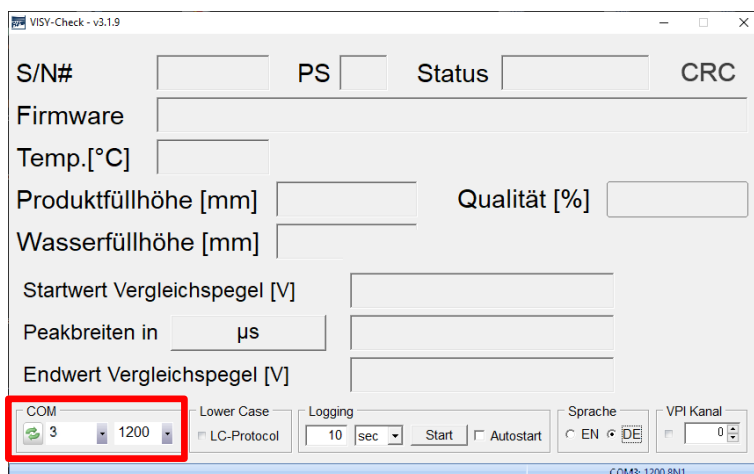 VISY-Check - v3.1.9
S/N# PS Status CRC
Firmware
Temp.[°C]
Produktfüllhöhe [mm] Qualität [%]
Wasserfüllhöhe [mm]
Startwert Vergleichspegel [V]
Peakbreiten in µs
Endwert Vergleichspegel [V]
COM Lower Case Logging Sprache VPI Kanal
3 1200 LC-Protocol 10 sec Start Autostart EN DE 0
COM3: 1200,8N1